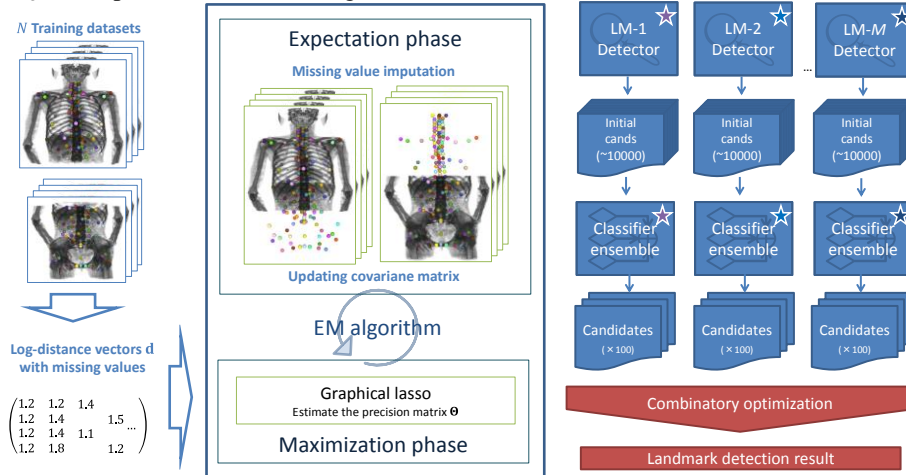 N Training datasets
Log-distance vectors d
with missing values
1.2 1.2 1.4
1.2 1.4 1.5 ...
1.2 1.4 1.1
1.2 1.8 1.2
Expectation phase
Missing value imputation
Updating covariane matrix
EM algorithm
Graphical lasso
Estimate the precision matrix Θ
Maximization phase
LM-1
Detector
LM-2
Detector
...
LM-M
Detector
Initial
cands
(~10000)
Initial
cands
(~10000)
Initial
cands
(~10000)
Classifier
ensemble
Classifier
ensemble
Classifier
ensemble
Candidates
(×100)
Candidates
(×100)
Candidates
(×100)
Combinatory optimization
Landmark detection result